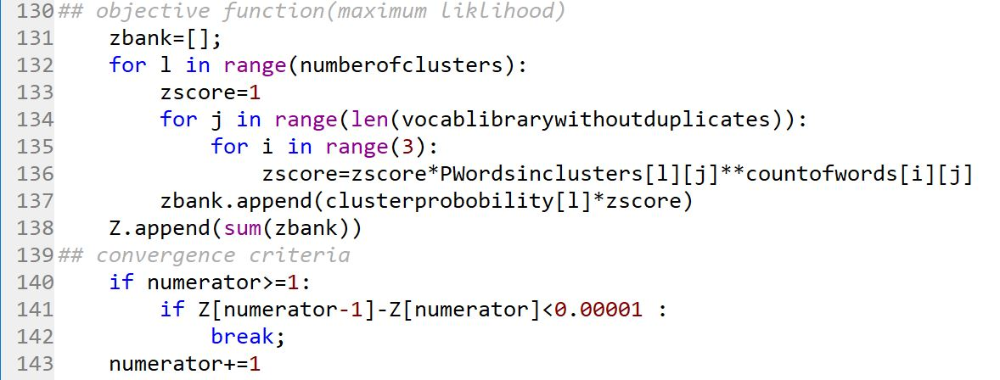 130 ## objective function(maximum liklihood)
131     zbank=[];
132     for l in range(numberofclusters):
133         zscore=1
134         for j in range(len(vocablibrarywithoutduplicates)):
135             for i in range(3):
136                 zscore=zscore*PWordsinclusters[l][j]**countofwords[i][j]
137         zbank.append(clusterprobobility[l]*zscore)
138     Z.append(sum(zbank))
139 ## convergence criteria
140     if numerator>=1:
141         if Z[numerator-1]-Z[numerator]<0.00001 :
142             break;
143     numerator+=1